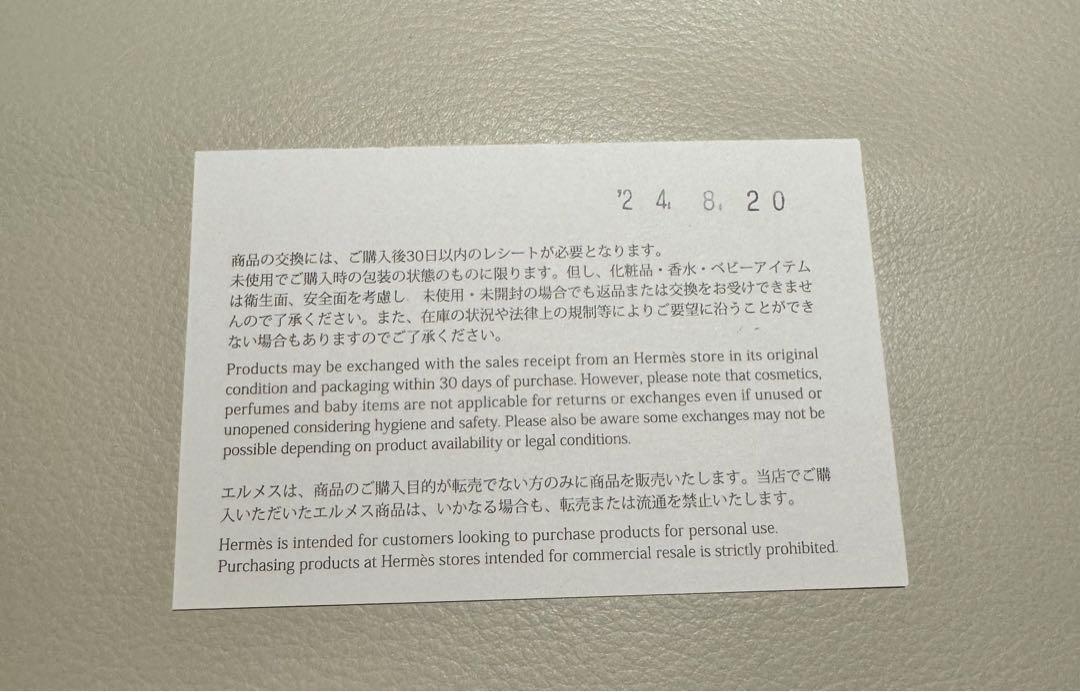 '24. 8. 20
商品の交換には、ご購入後30日以内のレシートが必要となります。
未使用でご購入時の包装の状態のものに限ります。但し、化粧品・香水・ベビーアイテム
は衛生面、安全面を考慮し　未使用・未開封の場合でも返品または交換をお受けできませ
んので了承ください。また、在庫の状況や法律上の規制等によりご要望に沿うことができ
ない場合もありますのでご了承ください。
Products may be exchanged with the sales receipt from an Hermès store in its original
condition and packaging within 30 days of purchase. However, please note that cosmetics,
perfumes and baby items are not applicable for returns or exchanges even if unused or
unopened considering hygiene and safety. Please also be aware some exchanges may not be
possible depending on product availability or legal conditions.
エルメスは、商品のご購入目的が転売でない方のみに商品を販売いたします。当店でご購
入いただいたエルメス商品は、いかなる場合も、転売または流通を禁止いたします。
Hermès is intended for customers looking to purchase products for personal use.
Purchasing products at Hermès stores intended for commercial resale is strictly prohibited.